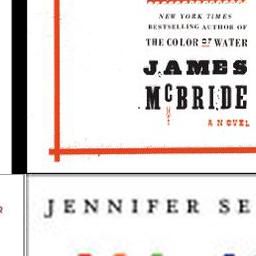 NEW YORK TIMES
BESTSELLING AUTHOR OF
THE COLOR OF WATER
JAMES
McBRIDE
A NOVEL
JENNIFER SE